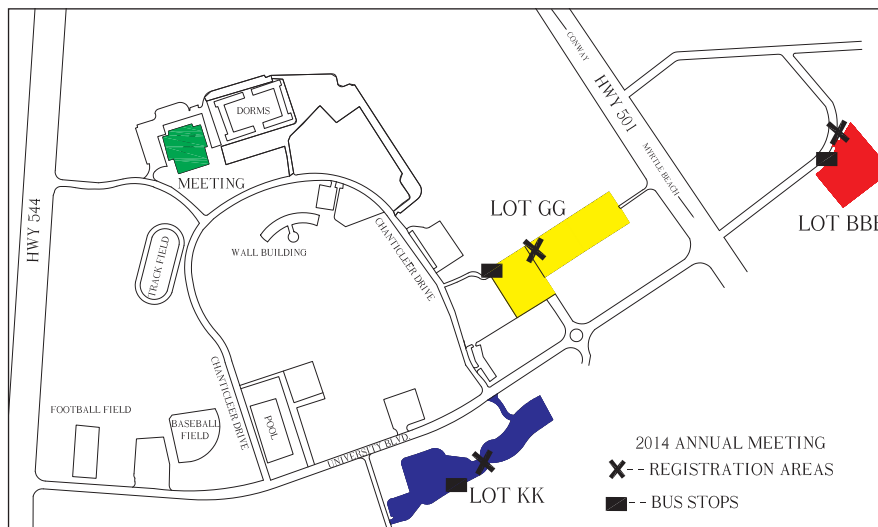 CONWAY
HWY 501
MYRTLE BEACH
DORMS
MEETING
HWY 544
LOT GG
LOT BBB
WALL BUILDING
TRACK FIELD
CHANTICLEER DRIVE
CHANTICLEER DRIVE
FOOTBALL FIELD
BASEBALL
FIELD
POOL
UNIVERSITY BLVD
LOT KK
2014 ANNUAL MEETING
X-- REGISTRATION AREAS
-- BUS STOPS